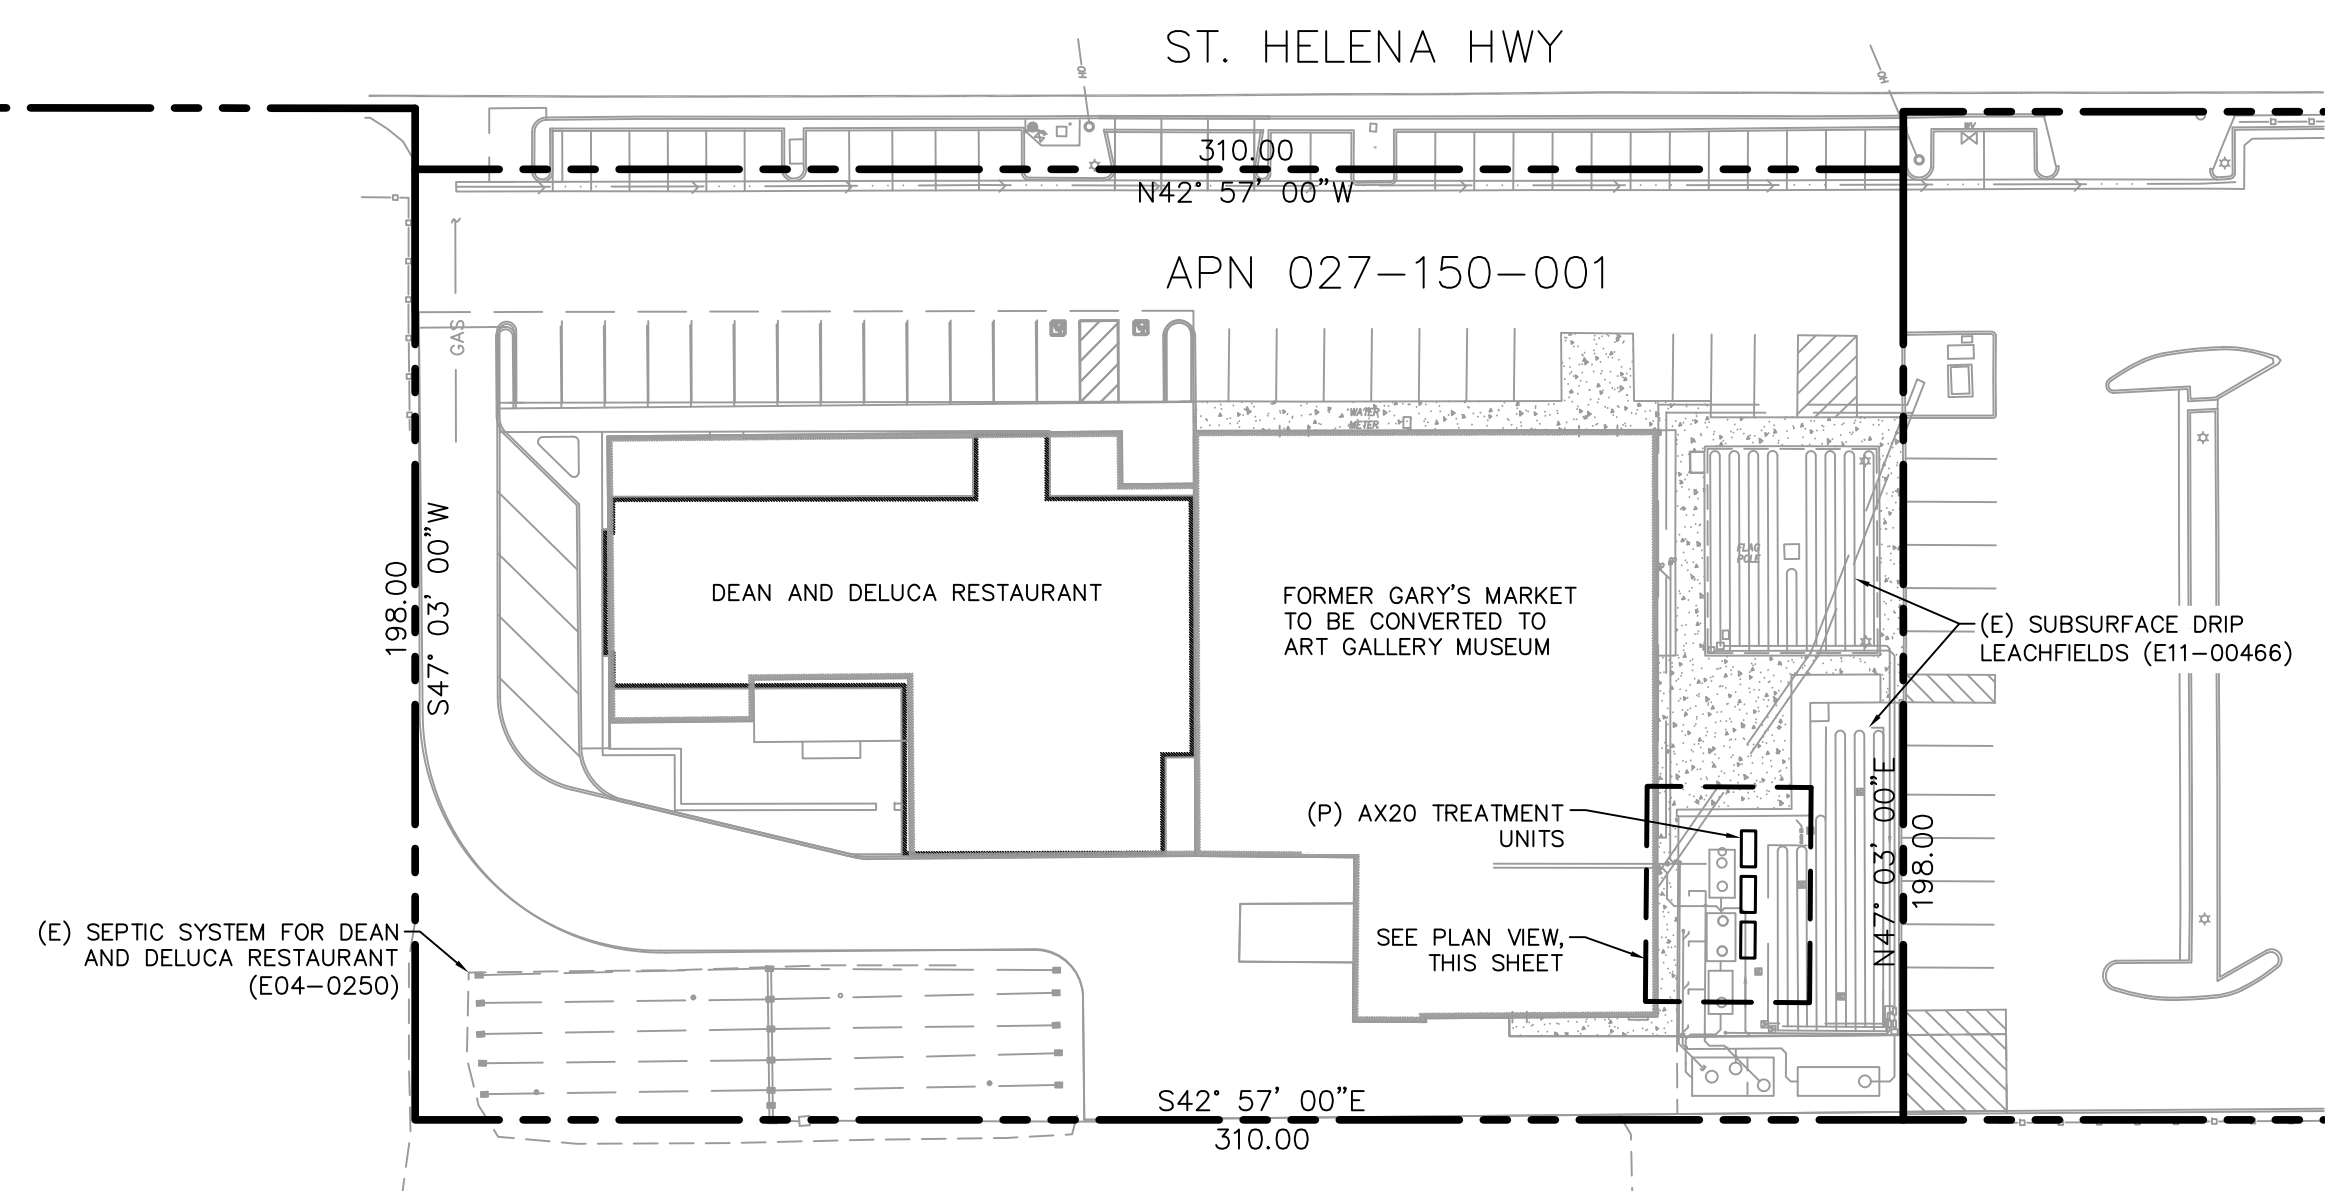 ST. HELENA HWY
OH
OH
WV
310.00
N42° 57' 00"W
APN 027-150-001
GAS
WATER
METER
S47° 03' 00"W
198.00
DEAN AND DELUCA RESTAURANT
FORMER GARY'S MARKET
TO BE CONVERTED TO
ART GALLERY MUSEUM
FLAG
POLE
(E) SUBSURFACE DRIP
LEACHFIELDS (E11-00466)
(P) AX20 TREATMENT
UNITS
N47° 03' 00"E
198.00
SEE PLAN VIEW,
THIS SHEET
(E) SEPTIC SYSTEM FOR DEAN
AND DELUCA RESTAURANT
(E04-0250)
S42° 57' 00"E
310.00